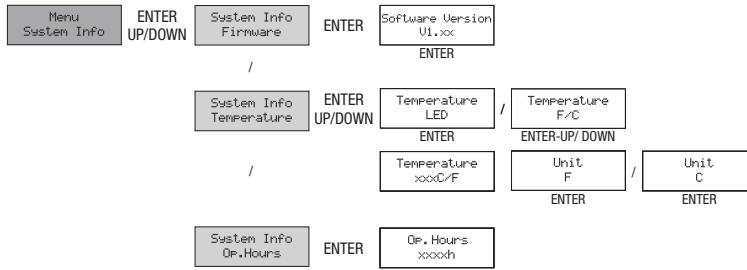 Menu
System Info
ENTER
UP/DOWN
System Info
Firmware
ENTER
Software Version
V1.xx
ENTER
/
System Info
Temperature
ENTER
UP/DOWN
Temperature
LED
ENTER
/
Temperature
F/C
ENTER-UP/ DOWN
/
Temperature
xxxC/F
Unit
F
ENTER
/
Unit
C
ENTER
System Info
Op.Hours
ENTER
Op.Hours
xxxxh